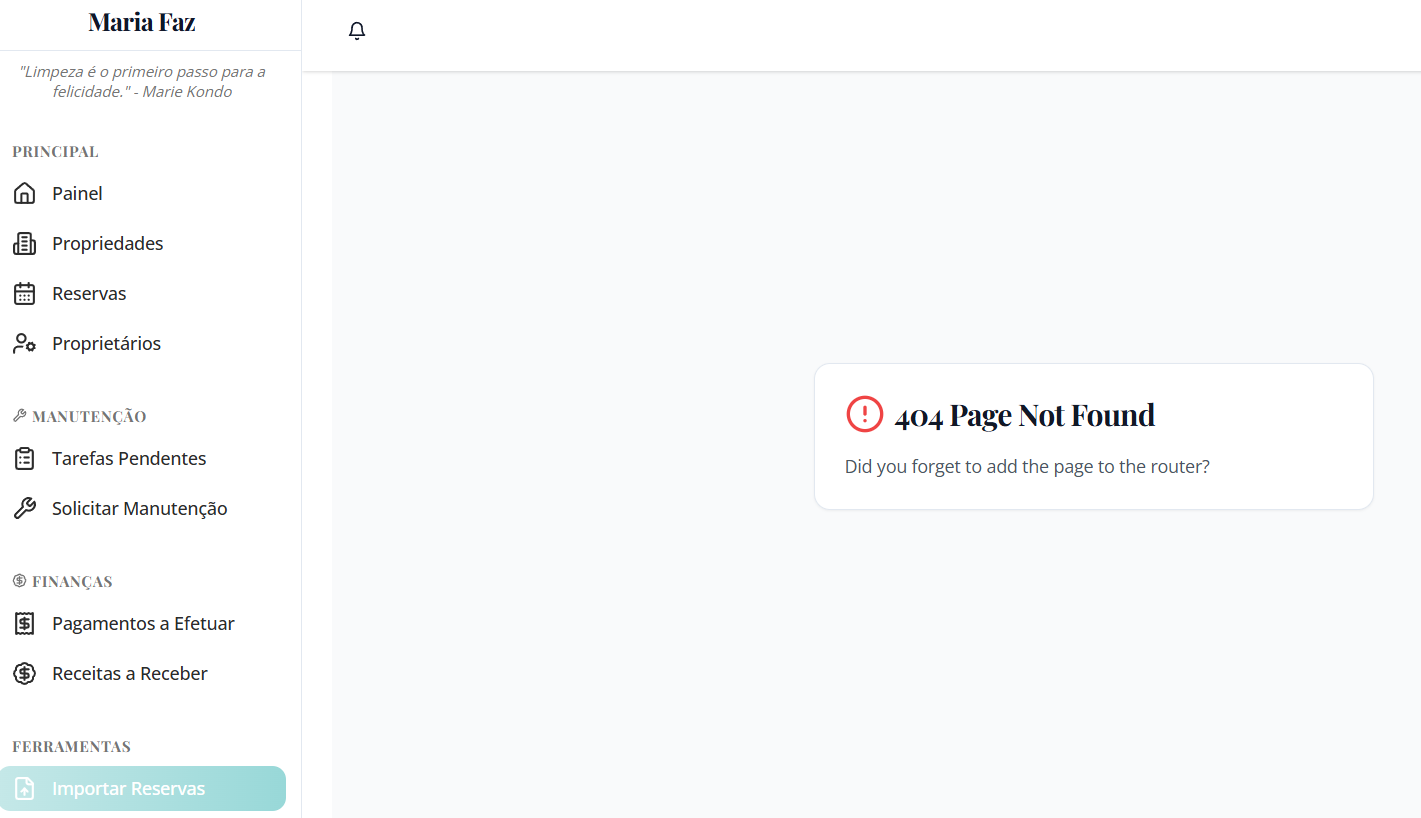 Maria Faz
"Limpeza é o primeiro passo para a
felicidade." - Marie Kondo
PRINCIPAL
Painel
Propriedades
Reservas
Proprietários
MANUTENÇÃO
Tarefas Pendentes
Solicitar Manutenção
FINANÇAS
Pagamentos a Efetuar
Receitas a Receber
FERRAMENTAS
Importar Reservas
404 Page Not Found
Did you forget to add the page to the router?